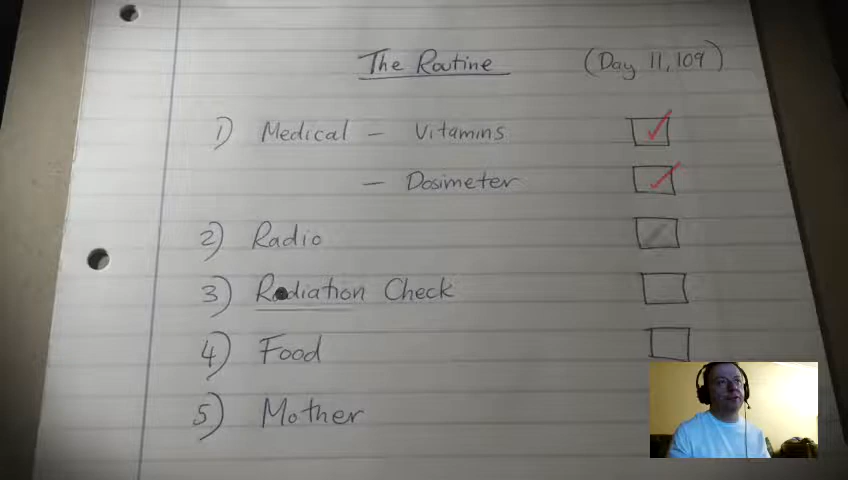 The Routine (Day 11,109)
1) Medical - Vitamins
- Dosimeter
2) Radio
3) Radiation Check
4) Food
5) Mother